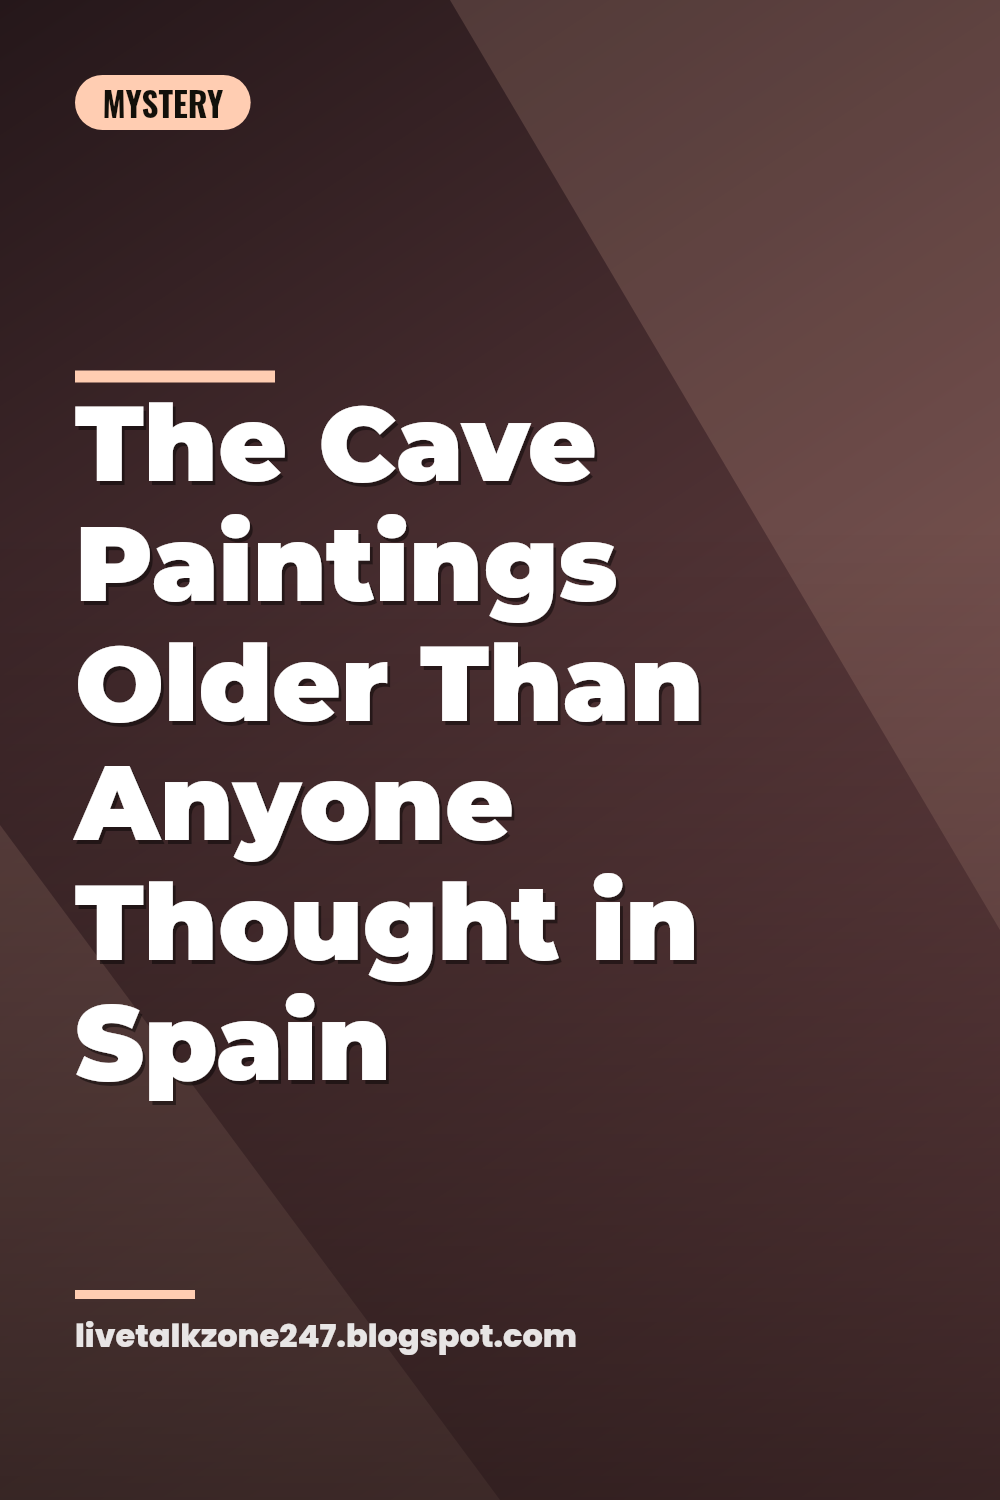 MYSTERY
The Cave
Paintings
Older Than
Anyone
Thought in
Spain
livetalkzone247.blogspot.com